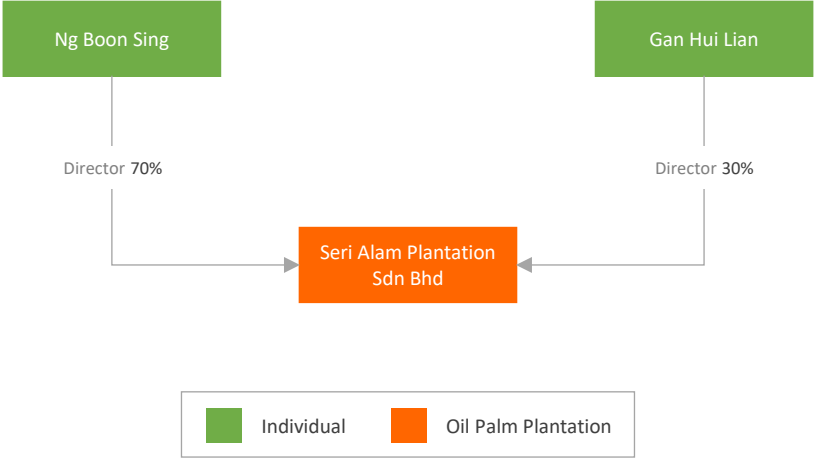 Ng Boon Sing
Gan Hui Lian
Director 70%
Director 30%
Seri Alam Plantation
Sdn Bhd
Individual
Oil Palm Plantation